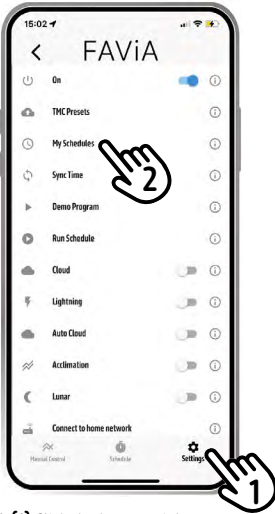 15:02
FAViA
On
TMC Presets
My Schedules
2
Sync Time
Demo Program
Run Schedule
Cloud
Lightning
Auto Cloud
Acclimation
Lunar
Connect to home network
Manual Control Schedule Settings
1